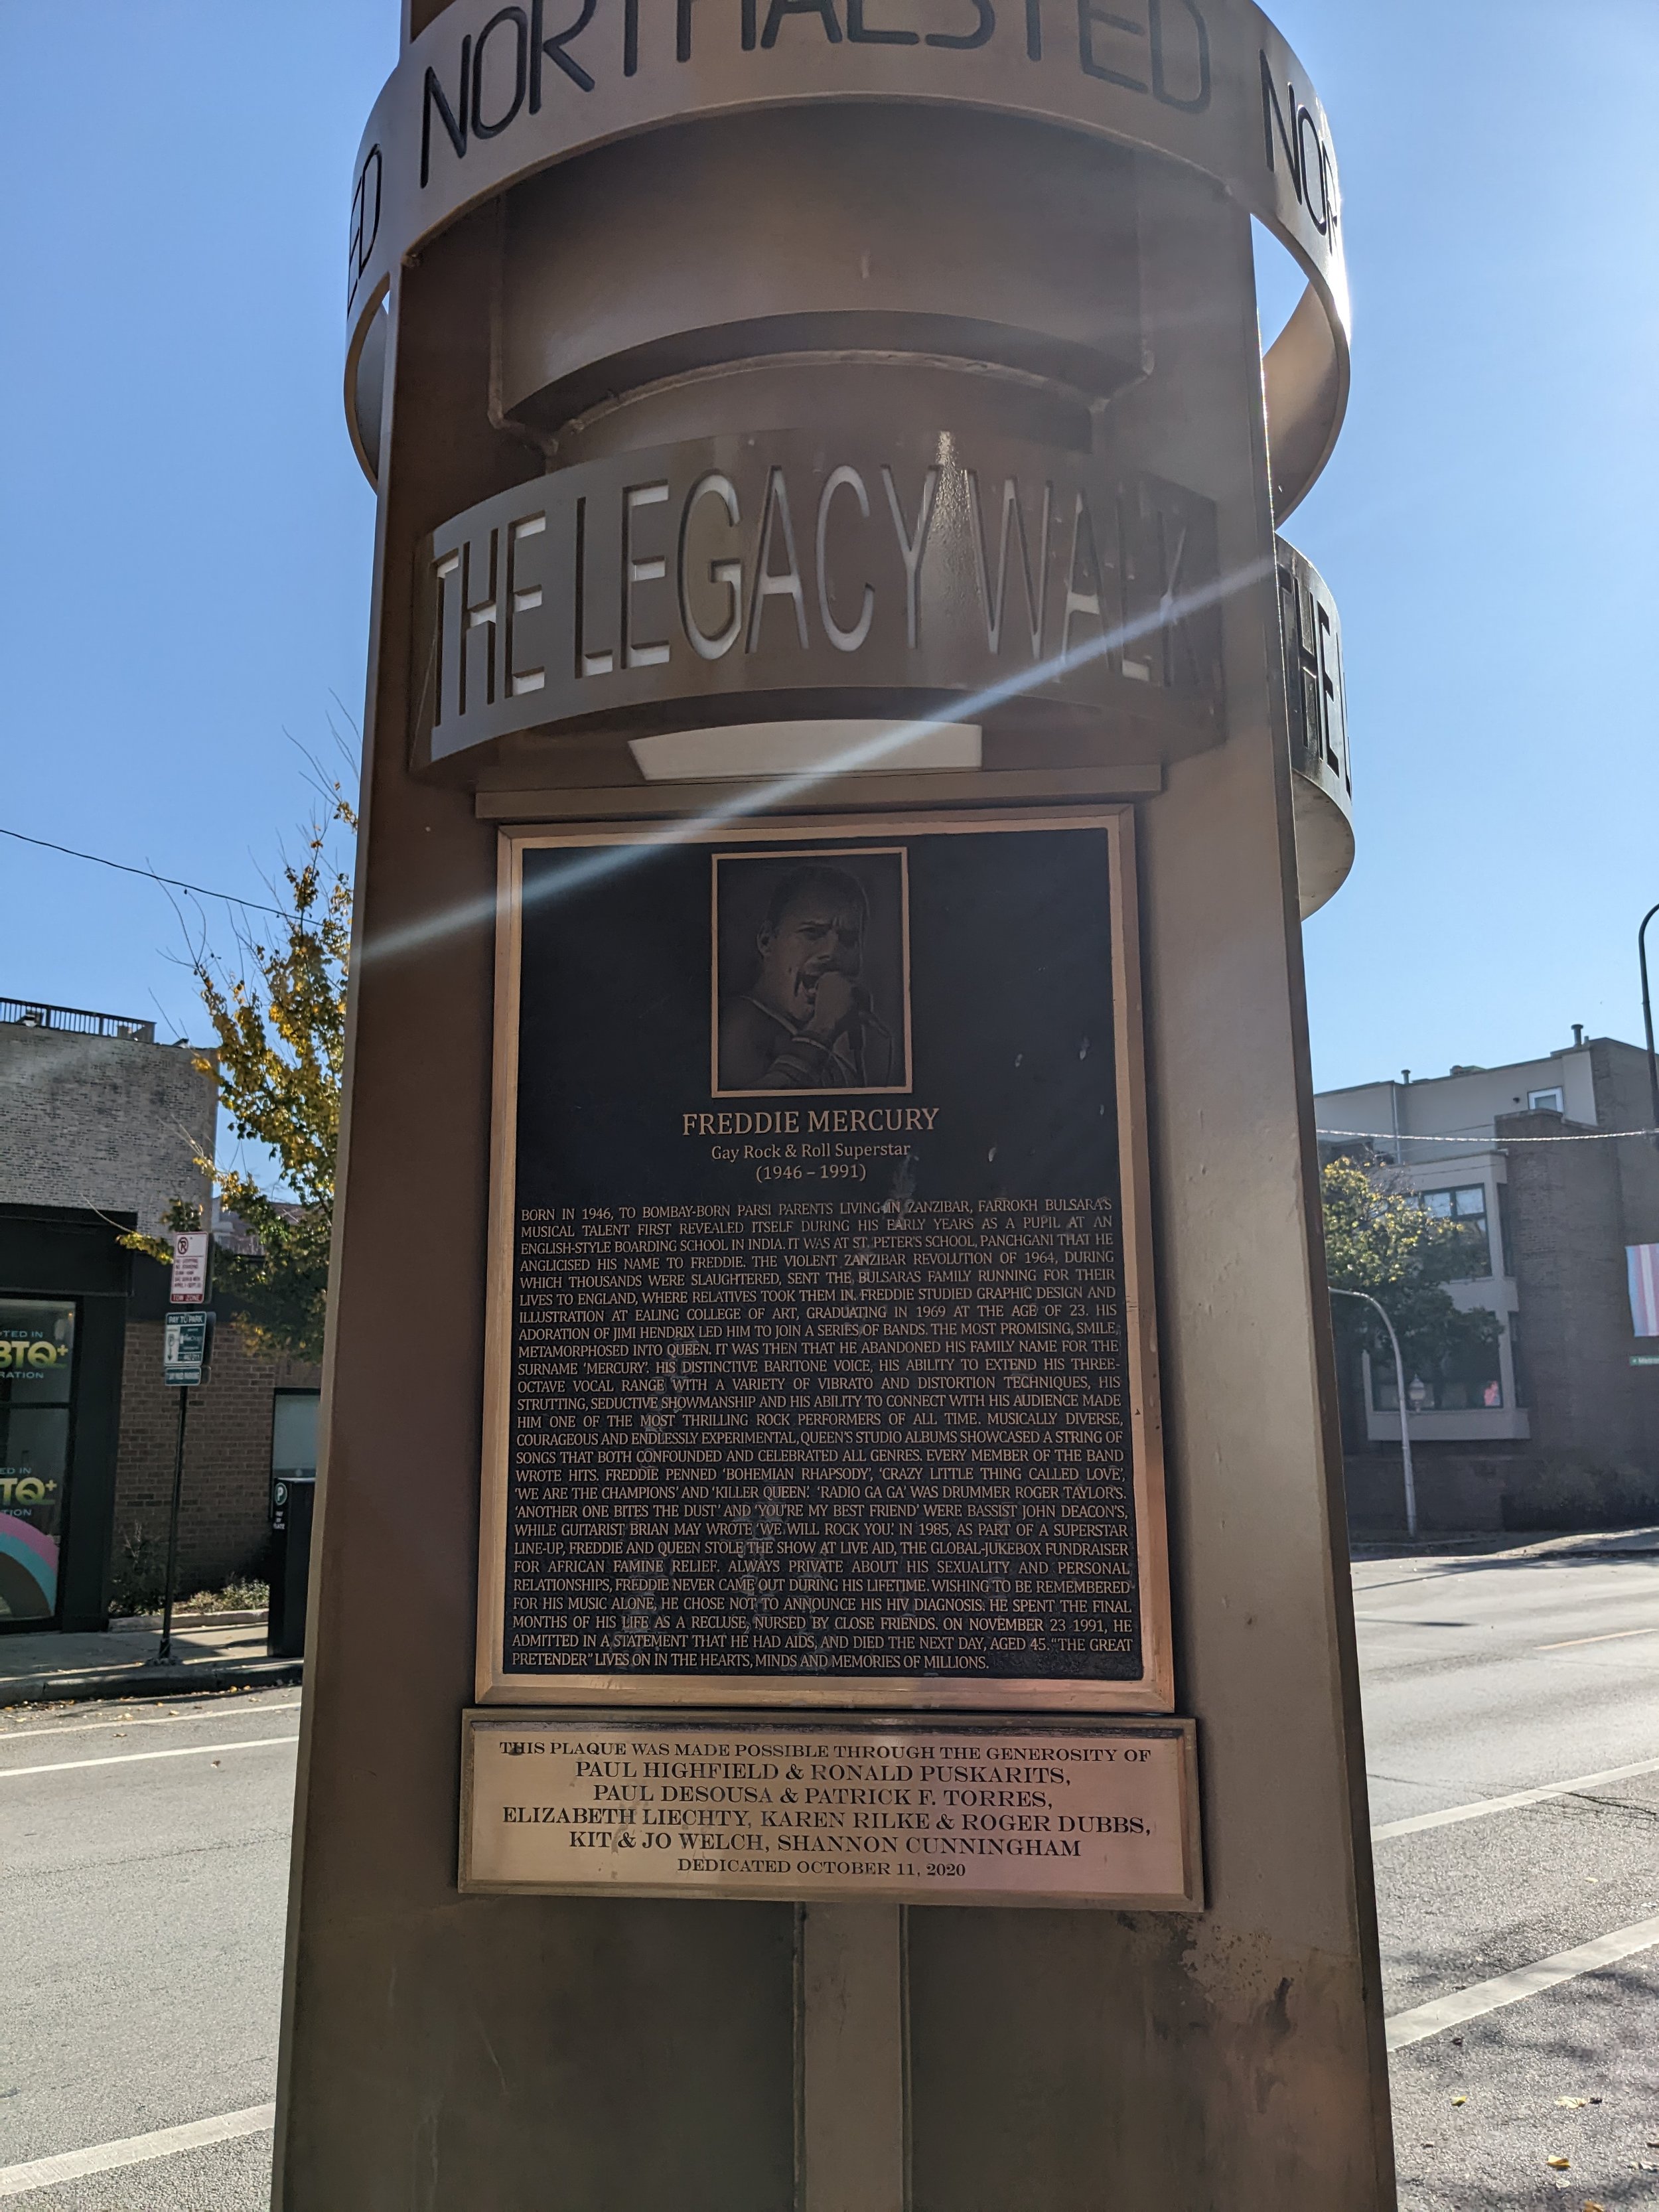 NORTHALSTED
NOR
ED
THE LEGACY WALK
THE L
FREDDIE MERCURY
Gay Rock & Roll Superstar
(1946 – 1991)
BORN IN 1946, TO BOMBAY-BORN PARSI PARENTS LIVING IN ZANZIBAR, FARROKH BULSARA'S
MUSICAL TALENT FIRST REVEALED ITSELF DURING HIS EARLY YEARS AS A PUPIL AT AN
ENGLISH-STYLE BOARDING SCHOOL IN INDIA. IT WAS AT ST. PETER'S SCHOOL, PANCHGANI THAT HE
ANGLICISED HIS NAME TO FREDDIE. THE VIOLENT ZANZIBAR REVOLUTION OF 1964, DURING
WHICH THOUSANDS WERE SLAUGHTERED, SENT THE BULSARAS FAMILY RUNNING FOR THEIR
LIVES TO ENGLAND, WHERE RELATIVES TOOK THEM IN. FREDDIE STUDIED GRAPHIC DESIGN AND
ILLUSTRATION AT EALING COLLEGE OF ART, GRADUATING IN 1969 AT THE AGE OF 23. HIS
ADORATION OF JIMI HENDRIX LED HIM TO JOIN A SERIES OF BANDS. THE MOST PROMISING, SMILE,
METAMORPHOSED INTO QUEEN. IT WAS THEN THAT HE ABANDONED HIS FAMILY NAME FOR THE
SURNAME 'MERCURY'. HIS DISTINCTIVE BARITONE VOICE, HIS ABILITY TO EXTEND HIS THREE-
OCTAVE VOCAL RANGE WITH A VARIETY OF VIBRATO AND DISTORTION TECHNIQUES, HIS
STRUTTING, SEDUCTIVE SHOWMANSHIP AND HIS ABILITY TO CONNECT WITH HIS AUDIENCE MADE
HIM ONE OF THE MOST THRILLING ROCK PERFORMERS OF ALL TIME. MUSICALLY DIVERSE,
COURAGEOUS AND ENDLESSLY EXPERIMENTAL, QUEEN'S STUDIO ALBUMS SHOWCASED A STRING OF
SONGS THAT BOTH CONFOUNDED AND CELEBRATED ALL GENRES. EVERY MEMBER OF THE BAND
WROTE HITS. FREDDIE PENNED 'BOHEMIAN RHAPSODY', 'CRAZY LITTLE THING CALLED LOVE',
'WE ARE THE CHAMPIONS' AND 'KILLER QUEEN.' 'RADIO GA GA' WAS DRUMMER ROGER TAYLOR'S.
'ANOTHER ONE BITES THE DUST' AND 'YOU'RE MY BEST FRIEND' WERE BASSIST JOHN DEACON'S,
WHILE GUITARIST BRIAN MAY WROTE 'WE WILL ROCK YOU.' IN 1985, AS PART OF A SUPERSTAR
LINE-UP, FREDDIE AND QUEEN STOLE THE SHOW AT LIVE AID, THE GLOBAL-JUKEBOX FUNDRAISER
FOR AFRICAN FAMINE RELIEF. ALWAYS PRIVATE ABOUT HIS SEXUALITY AND PERSONAL
RELATIONSHIPS, FREDDIE NEVER CAME OUT DURING HIS LIFETIME. WISHING TO BE REMEMBERED
FOR HIS MUSIC ALONE, HE CHOSE NOT TO ANNOUNCE HIS HIV DIAGNOSIS. HE SPENT THE FINAL
MONTHS OF HIS LIFE AS A RECLUSE, NURSED BY CLOSE FRIENDS. ON NOVEMBER 23 1991, HE
ADMITTED IN A STATEMENT THAT HE HAD AIDS, AND DIED THE NEXT DAY, AGED 45. "THE GREAT
PRETENDER" LIVES ON IN THE HEARTS, MINDS AND MEMORIES OF MILLIONS.
THIS PLAQUE WAS MADE POSSIBLE THROUGH THE GENEROSITY OF
PAUL HIGHFIELD & RONALD PUSKARITS,
PAUL DESOUSA & PATRICK F. TORRES,
ELIZABETH LIECHTY, KAREN RILKE & ROGER DUBBS,
KIT & JO WELCH, SHANNON CUNNINGHAM
DEDICATED OCTOBER 11, 2020
TOW ZONE
PAY TO PARK
BTQ+
RATION
ED IN
TQ+
TION